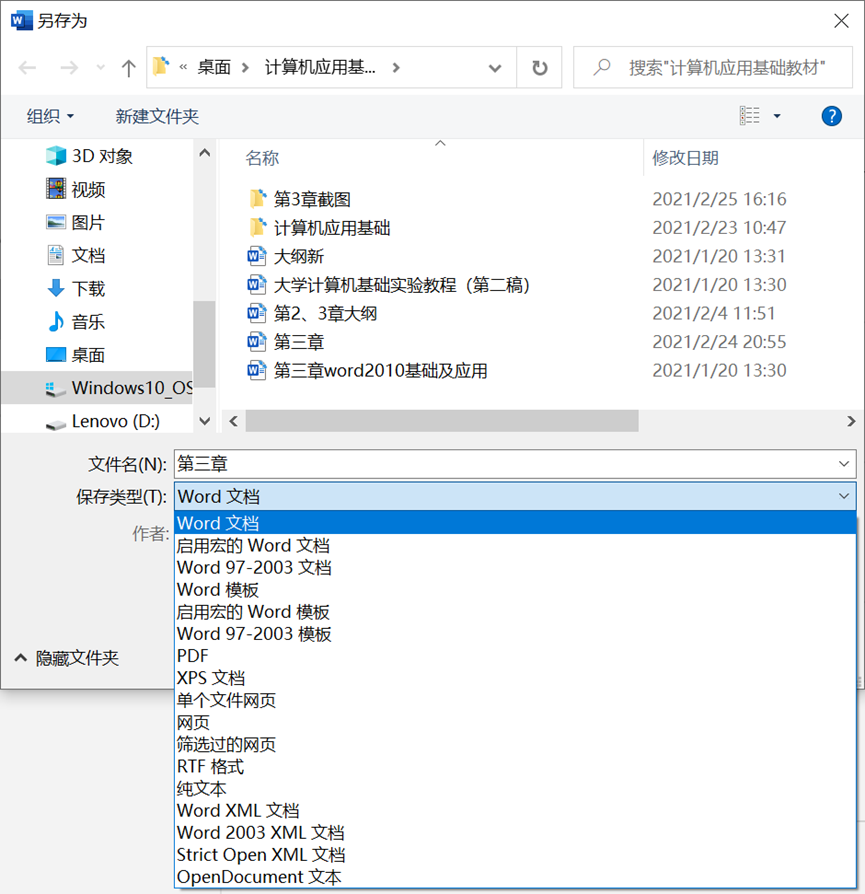 另存为
« 桌面 › 计算机应用基... ›
搜索"计算机应用基础教材"
组织
新建文件夹
3D 对象
视频
图片
文档
下载
音乐
桌面
Windows10_OS
Lenovo (D:)
名称 修改日期
第3章截图 2021/2/25 16:16
计算机应用基础 2021/2/23 10:47
大纲新 2021/1/20 13:31
大学计算机基础实验教程（第二稿） 2021/1/20 13:30
第2、3章大纲 2021/2/4 11:51
第三章 2021/2/24 20:55
第三章word2010基础及应用 2021/1/20 13:30
文件名(N): 第三章
保存类型(T): Word 文档
作者:
Word 文档
启用宏的 Word 文档
Word 97-2003 文档
Word 模板
启用宏的 Word 模板
Word 97-2003 模板
PDF
XPS 文档
单个文件网页
网页
筛选过的网页
RTF 格式
纯文本
Word XML 文档
Word 2003 XML 文档
Strict Open XML 文档
OpenDocument 文本
隐藏文件夹